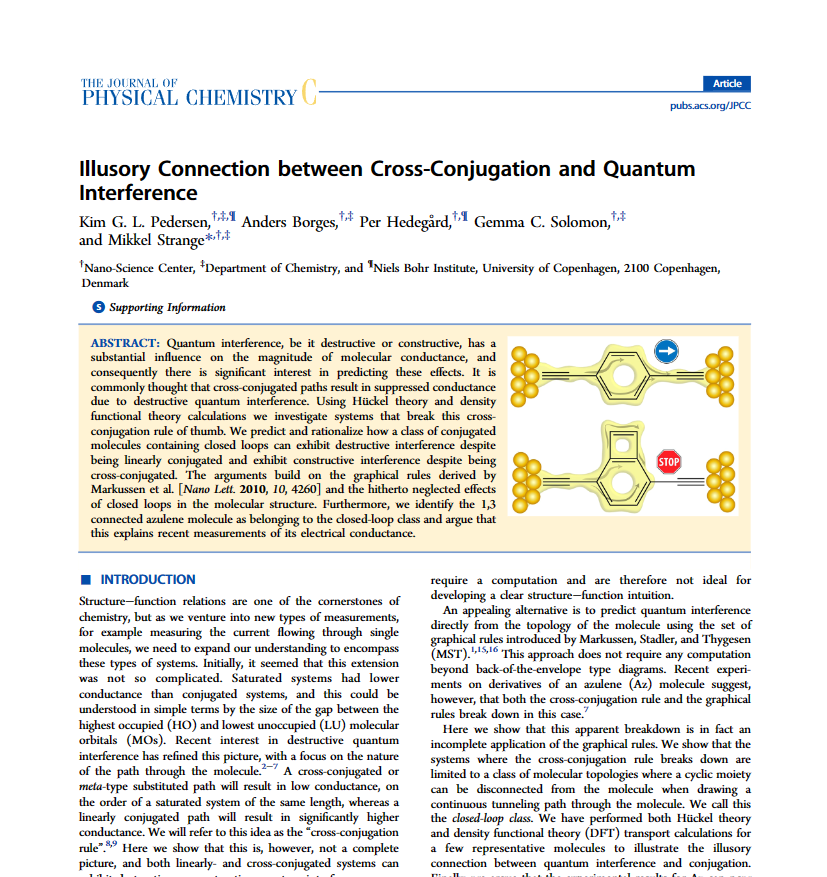 THE JOURNAL OF
PHYSICAL CHEMISTRY C
Article
pubs.acs.org/JPCC
Illusory Connection between Cross-Conjugation and Quantum
Interference
Kim G. L. Pedersen,†,‡,¶ Anders Borges,†,‡ Per Hedegård,†,¶ Gemma C. Solomon,†,‡
and Mikkel Strange*,†,‡
†Nano-Science Center, ‡Department of Chemistry, and ¶Niels Bohr Institute, University of Copenhagen, 2100 Copenhagen,
Denmark
S Supporting Information
ABSTRACT: Quantum interference, be it destructive or constructive, has a
substantial influence on the magnitude of molecular conductance, and
consequently there is significant interest in predicting these effects. It is
commonly thought that cross-conjugated paths result in suppressed conductance
due to destructive quantum interference. Using Hückel theory and density
functional theory calculations we investigate systems that break this cross-
conjugation rule of thumb. We predict and rationalize how a class of conjugated
molecules containing closed loops can exhibit destructive interference despite
being linearly conjugated and exhibit constructive interference despite being
cross-conjugated. The arguments build on the graphical rules derived by
Markussen et al. [Nano Lett. 2010, 10, 4260] and the hitherto neglected effects
of closed loops in the molecular structure. Furthermore, we identify the 1,3
connected azulene molecule as belonging to the closed-loop class and argue that
this explains recent measurements of its electrical conductance.
STOP
■ INTRODUCTION
Structure−function relations are one of the cornerstones of
chemistry, but as we venture into new types of measurements,
for example measuring the current flowing through single
molecules, we need to expand our understanding to encompass
these types of systems. Initially, it seemed that this extension
was not so complicated. Saturated systems had lower
conductance than conjugated systems, and this could be
understood in simple terms by the size of the gap between the
highest occupied (HO) and lowest unoccupied (LU) molecular
orbitals (MOs). Recent interest in destructive quantum
interference has refined this picture, with a focus on the nature
of the path through the molecule.2−7 A cross-conjugated or
meta-type substituted path will result in low conductance, on
the order of a saturated system of the same length, whereas a
linearly conjugated path will result in significantly higher
conductance. We will refer to this idea as the “cross-conjugation
rule”.8,9 Here we show that this is, however, not a complete
picture, and both linearly- and cross-conjugated systems can
require a computation and are therefore not ideal for
developing a clear structure−function intuition.
An appealing alternative is to predict quantum interference
directly from the topology of the molecule using the set of
graphical rules introduced by Markussen, Stadler, and Thygesen
(MST).1,15,16 This approach does not require any computation
beyond back-of-the-envelope type diagrams. Recent experi-
ments on derivatives of an azulene (Az) molecule suggest,
however, that both the cross-conjugation rule and the graphical
rules break down in this case.7
Here we show that this apparent breakdown is in fact an
incomplete application of the graphical rules. We show that the
systems where the cross-conjugation rule breaks down are
limited to a class of molecular topologies where a cyclic moiety
can be disconnected from the molecule when drawing a
continuous tunneling path through the molecule. We call this
the closed-loop class. We have performed both Hückel theory
and density functional theory (DFT) transport calculations for
a few representative molecules to illustrate the illusory
connection between quantum interference and conjugation.